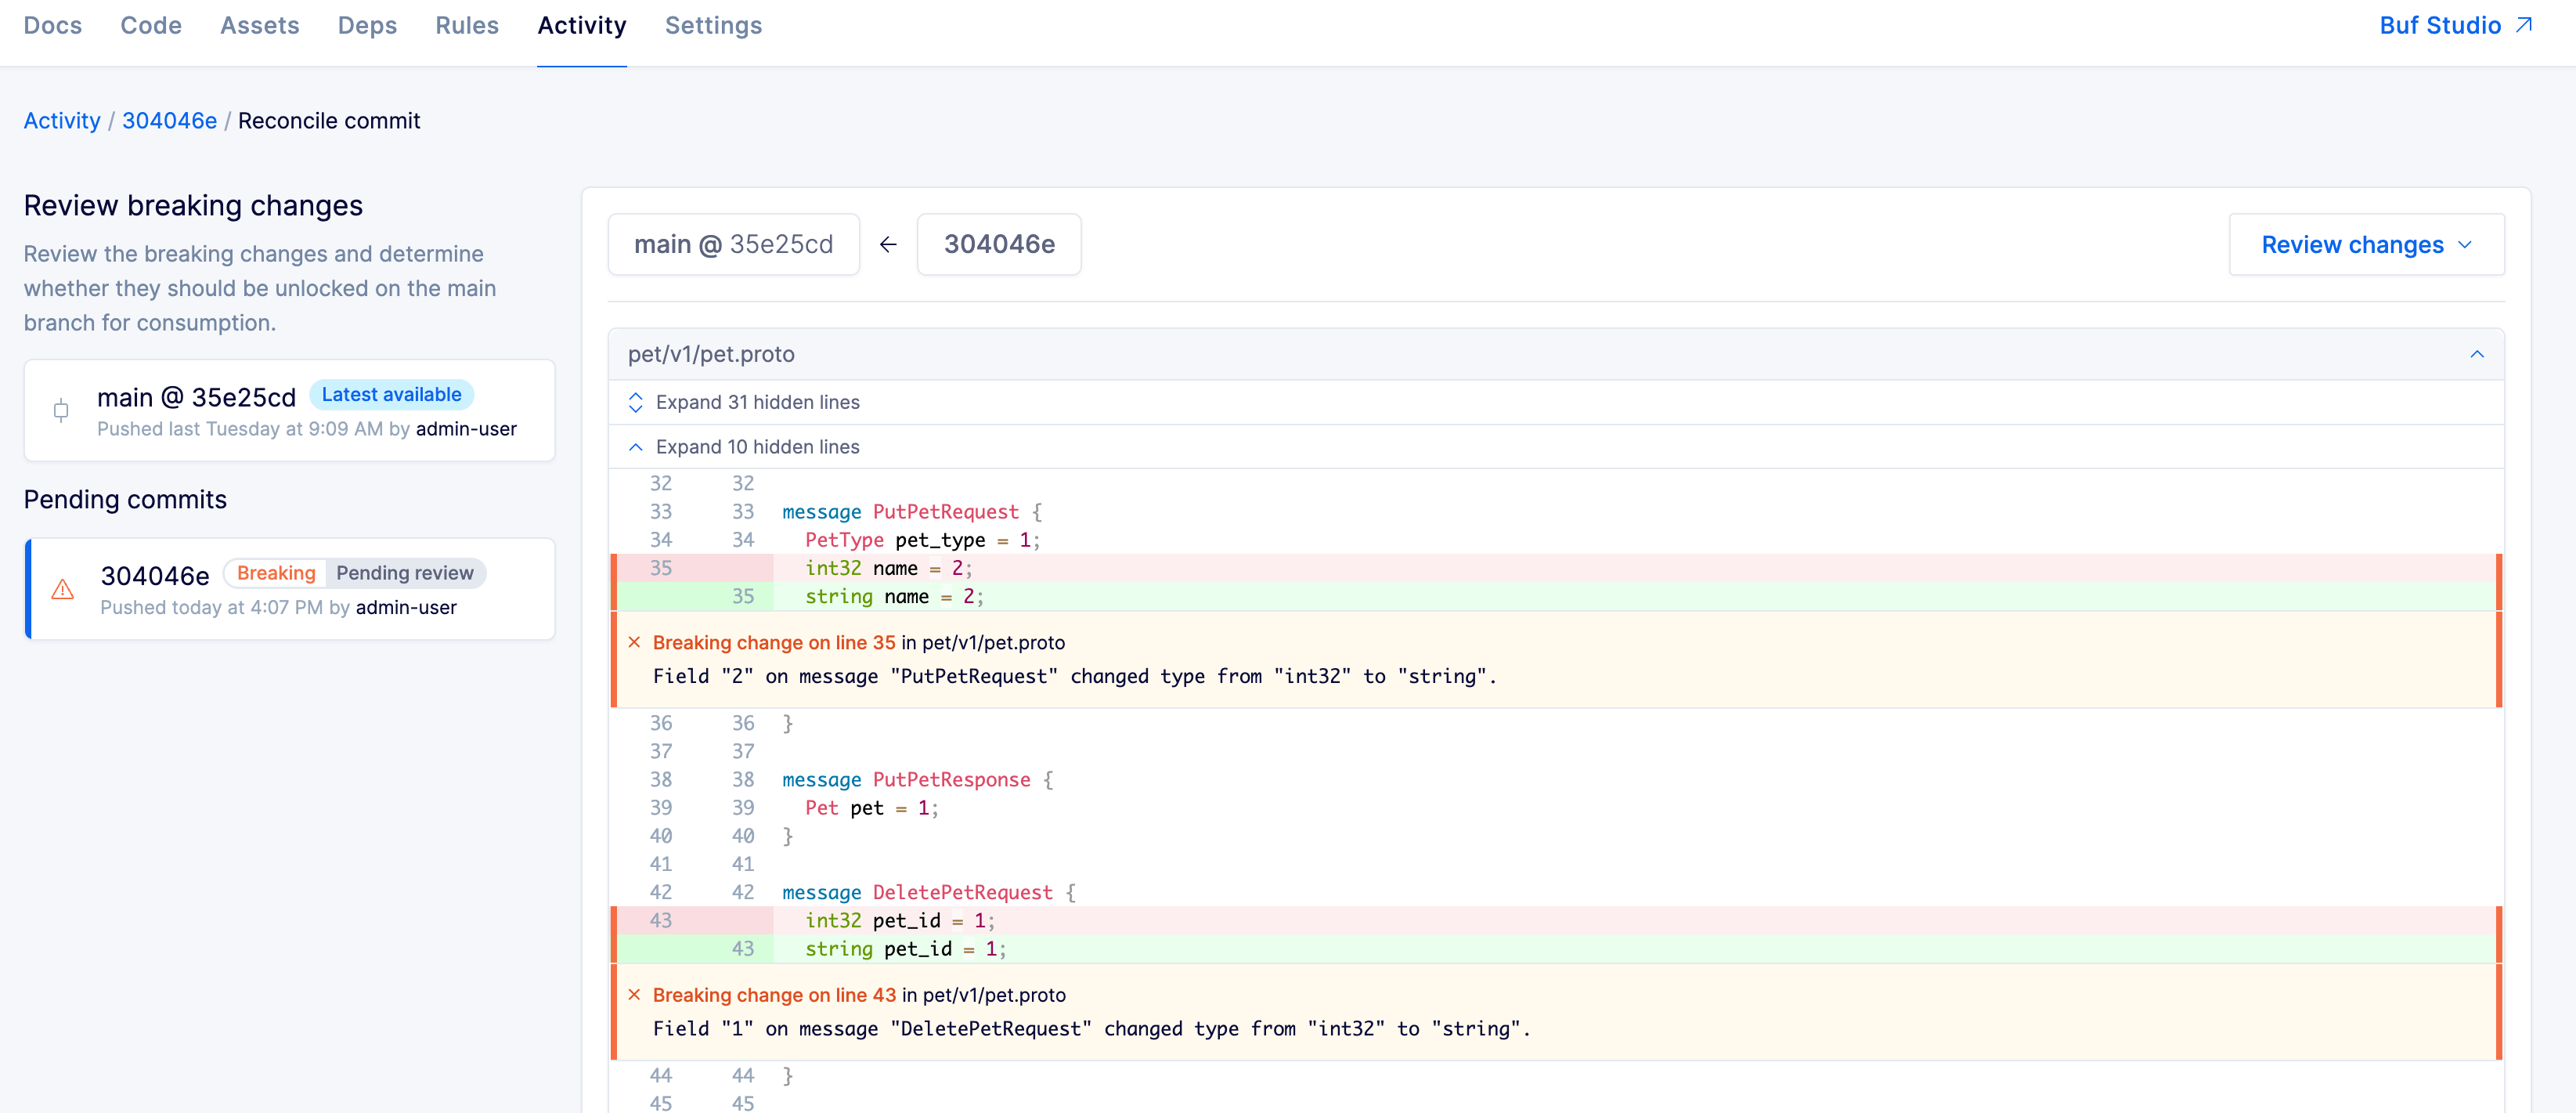 Docs Code Assets Deps Rules Activity Settings Buf Studio
Activity / 304046e / Reconcile commit
Review breaking changes
Review the breaking changes and determine
whether they should be unlocked on the main
branch for consumption.
main @ 35e25cd Latest available
Pushed last Tuesday at 9:09 AM by admin-user
Pending commits
304046e Breaking Pending review
Pushed today at 4:07 PM by admin-user
main @ 35e25cd ← 304046e Review changes
pet/v1/pet.proto
Expand 31 hidden lines
Expand 10 hidden lines
32 32
33 33 message PutPetRequest {
34 34 PetType pet_type = 1;
35 int32 name = 2;
35 string name = 2;
× Breaking change on line 35 in pet/v1/pet.proto
Field "2" on message "PutPetRequest" changed type from "int32" to "string".
36 36 }
37 37
38 38 message PutPetResponse {
39 39 Pet pet = 1;
40 40 }
41 41
42 42 message DeletePetRequest {
43 int32 pet_id = 1;
43 string pet_id = 1;
× Breaking change on line 43 in pet/v1/pet.proto
Field "1" on message "DeletePetRequest" changed type from "int32" to "string".
44 44 }
45 45